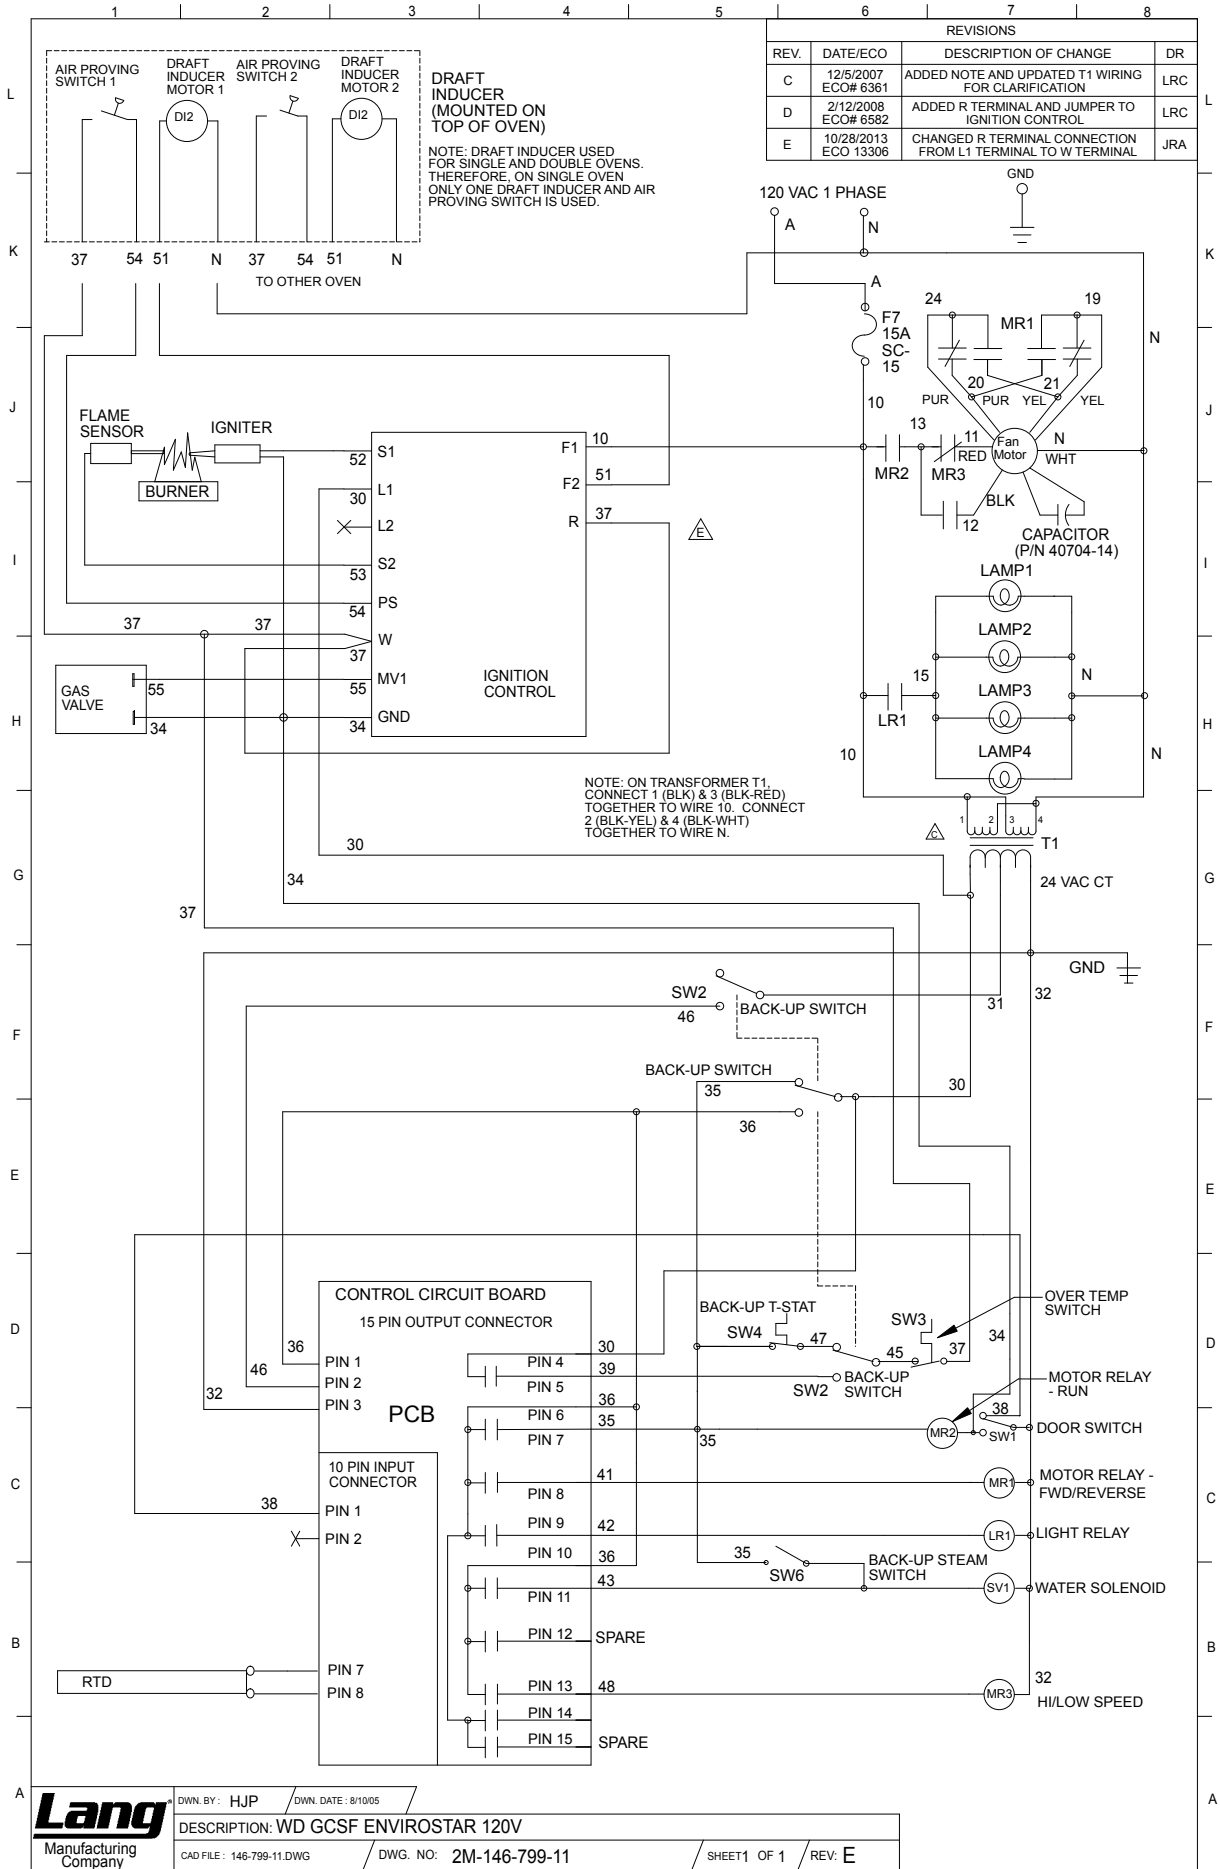 1 2 3 4 5 6 7 8
REVISIONS
REV. DATE/ECO DESCRIPTION OF CHANGE DR
C 12/5/2007 ECO# 6361 ADDED NOTE AND UPDATED T1 WIRING FOR CLARIFICATION LRC
D 2/12/2008 ECO# 6582 ADDED R TERMINAL AND JUMPER TO IGNITION CONTROL LRC
E 10/28/2013 ECO 13306 CHANGED R TERMINAL CONNECTION FROM L1 TERMINAL TO W TERMINAL JRA
L
L
AIR PROVING
SWITCH 1
DRAFT
INDUCER
MOTOR 1
DI2
AIR PROVING
SWITCH 2
DRAFT
INDUCER
MOTOR 2
DI2
DRAFT
INDUCER
(MOUNTED ON
TOP OF OVEN)
NOTE: DRAFT INDUCER USED
FOR SINGLE AND DOUBLE OVENS.
THEREFORE, ON SINGLE OVEN
ONLY ONE DRAFT INDUCER AND AIR
PROVING SWITCH IS USED.
K
37 54 51 N 37 54 51 N
TO OTHER OVEN
120 VAC 1 PHASE
A
N
GND
K
A
F7
15A
SC-
15
24
MR1
19
N
20
21
PUR
PUR
YEL
YEL
J
J
10
13
11
RED
Fan
Motor
N
WHT
MR2
MR3
BLK
12
CAPACITOR
(P/N 40704-14)
FLAME
SENSOR
IGNITER
BURNER
52 S1
30 L1
L2
53 S2
54 PS
37 37 W
37
55 MV1
34 GND
F1 10
F2 51
R 37
E
IGNITION
CONTROL
I
I
GAS
VALVE
55
34
H
H
LAMP1
LAMP2
LAMP3
LAMP4
15
N
LR1
10
N
NOTE: ON TRANSFORMER T1,
CONNECT 1 (BLK) & 3 (BLK-RED)
TOGETHER TO WIRE 10. CONNECT
2 (BLK-YEL) & 4 (BLK-WHT)
TOGETHER TO WIRE N.
C
1 2 3 4
T1
24 VAC CT
G
G
30
34
37
GND
SW2
46
BACK-UP SWITCH
31
32
F
F
BACK-UP SWITCH
35
30
36
E
E
CONTROL CIRCUIT BOARD
15 PIN OUTPUT CONNECTOR
D
D
36 PIN 1
46 PIN 2
32 PIN 3
PCB
PIN 4 30
PIN 5 39
PIN 6 36
PIN 7 35
PIN 8 41
PIN 9 42
PIN 10 36
PIN 11 43
PIN 12 SPARE
PIN 13 48
PIN 14
PIN 15 SPARE
BACK-UP T-STAT
SW4
47
SW3
OVER TEMP
SWITCH
45
37
34
SW2
BACK-UP
SWITCH
MOTOR RELAY
- RUN
38
35
MR2
SW1
DOOR SWITCH
C
C
10 PIN INPUT
CONNECTOR
38 PIN 1
PIN 2
MR1
MOTOR RELAY -
FWD/REVERSE
LR1
LIGHT RELAY
35
SW6
BACK-UP STEAM
SWITCH
SV1
WATER SOLENOID
B
B
RTD
PIN 7
PIN 8
MR3
32
HI/LOW SPEED
A
A
Lang®
Manufacturing
Company
DWN. BY : HJP DWN. DATE : 8/10/05
DESCRIPTION: WD GCSF ENVIROSTAR 120V
CAD FILE : 146-799-11.DWG DWG. NO: 2M-146-799-11 SHEET1 OF 1 REV: E